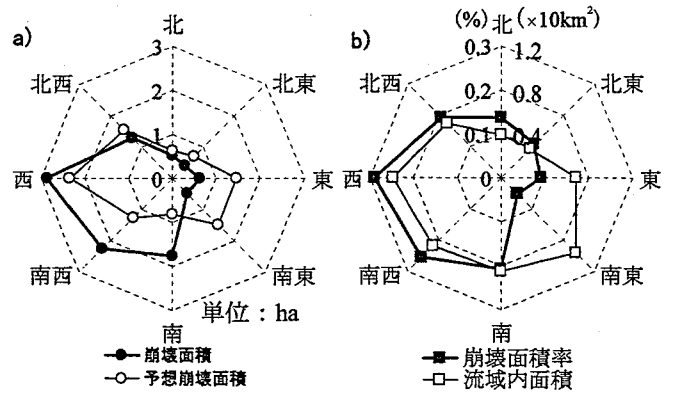 a)
北
3
北西
北東
2
1
西
0
東
南西
南東
南
単位：ha
崩壊面積
予想崩壊面積
b)
(%) 北 (×10km²)
0.3 1.2
北西
北東
0.2 0.8
0.1 0.4
西
0
東
南西
南東
南
崩壊面積率
流域内面積